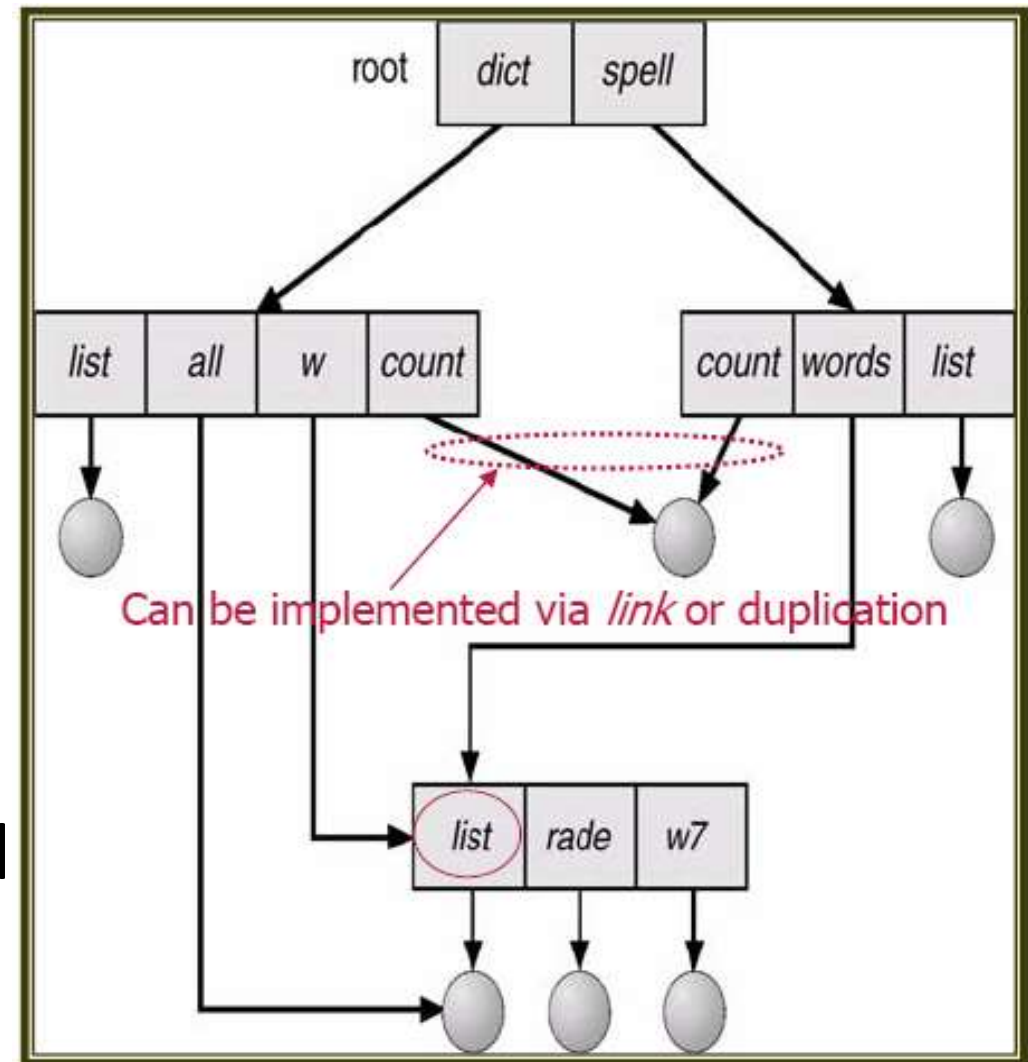 root dict spell
list all w count count words list
Can be implemented via link or duplication
list rade w7